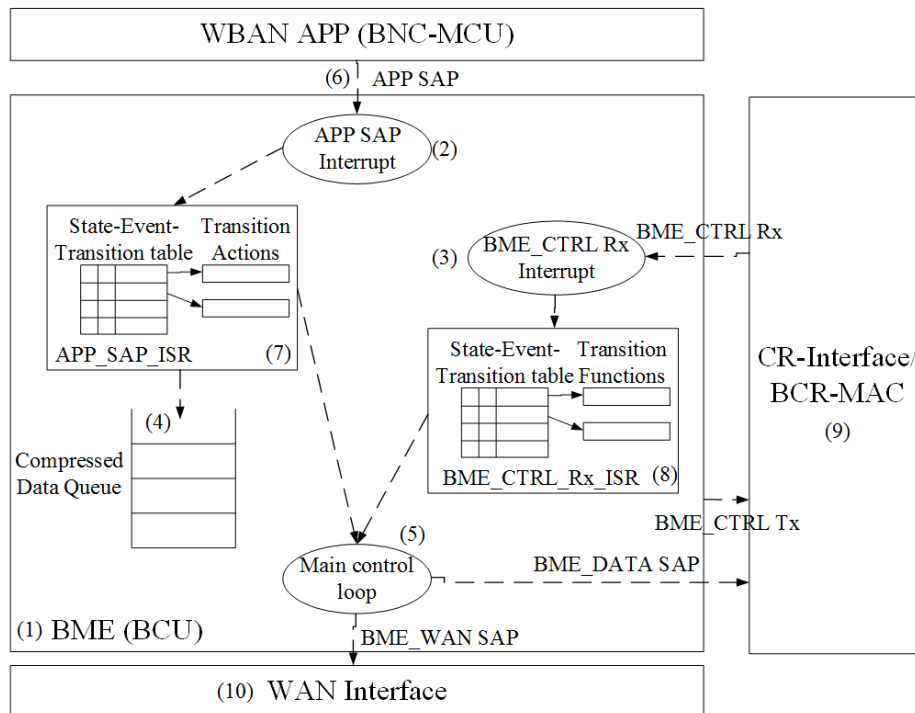 WBAN APP (BNC-MCU)
(6) APP SAP
APP SAP
Interrupt
(2)
State-Event-
Transition table
Transition
Actions
APP_SAP_ISR
(7)
(3)
BME_CTRL Rx
Interrupt
BME_CTRL Rx
State-Event-
Transition table
Transition
Functions
BME_CTRL_Rx_ISR
(8)
CR-Interface/
BCR-MAC
(9)
(4)
Compressed
Data Queue
BME_CTRL Tx
(5)
Main control
loop
BME_DATA SAP
(1) BME (BCU)
BME_WAN SAP
(10) WAN Interface